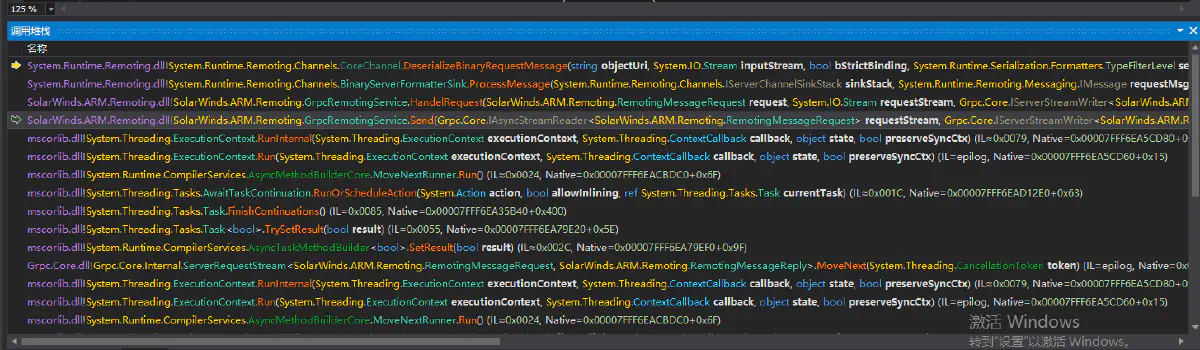 125 %
调用堆栈
名称
System.Runtime.Remoting.dll!System.Runtime.Remoting.Channels.CoreChannel.DeserializeBinaryRequestMessage(string objectUri, System.IO.Stream inputStream, bool bStrictBinding, System.Runtime.Serialization.Formatters.TypeFilterLevel se
System.Runtime.Remoting.dll!System.Runtime.Remoting.Channels.BinaryServerFormatterSink.ProcessMessage(System.Runtime.Remoting.Channels.IServerChannelSinkStack sinkStack, System.Runtime.Remoting.Messaging.IMessage requestMsg
SolarWinds.ARM.Remoting.dll!SolarWinds.ARM.Remoting.GrpcRemotingService.HandelRequest(SolarWinds.ARM.Remoting.RemotingMessageRequest request, System.IO.Stream requestStream, Grpc.Core.IServerStreamWriter<SolarWinds.AR
SolarWinds.ARM.Remoting.dll!SolarWinds.ARM.Remoting.GrpcRemotingService.Send(Grpc.Core.IAsyncStreamReader<SolarWinds.ARM.Remoting.RemotingMessageRequest> requestStream, Grpc.Core.IServerStreamWriter<SolarWinds.AR
mscorlib.dll!System.Threading.ExecutionContext.RunInternal(System.Threading.ExecutionContext executionContext, System.Threading.ContextCallback callback, object state, bool preserveSyncCtx) (IL≈0x0079, Native=0x00007FFF6EA5CD80+
mscorlib.dll!System.Threading.ExecutionContext.Run(System.Threading.ExecutionContext executionContext, System.Threading.ContextCallback callback, object state, bool preserveSyncCtx) (IL=epilog, Native=0x00007FFF6EA5CD60+0x15)
mscorlib.dll!System.Runtime.CompilerServices.AsyncMethodBuilderCore.MoveNextRunner.Run() (IL≈0x0024, Native=0x00007FFF6EACBDC0+0x6F)
mscorlib.dll!System.Threading.Tasks.AwaitTaskContinuation.RunOrScheduleAction(System.Action action, bool allowInlining, ref System.Threading.Tasks.Task currentTask) (IL≈0x001C, Native=0x00007FFF6EAD12E0+0x63)
mscorlib.dll!System.Threading.Tasks.Task.FinishContinuations() (IL=0x0085, Native=0x00007FFF6EA35B40+0x400)
mscorlib.dll!System.Threading.Tasks.Task<bool>.TrySetResult(bool result) (IL≈0x0055, Native=0x00007FFF6EA79E20+0x5E)
mscorlib.dll!System.Runtime.CompilerServices.AsyncTaskMethodBuilder<bool>.SetResult(bool result) (IL≈0x002C, Native=0x00007FFF6EA79EF0+0x9F)
Grpc.Core.dll!Grpc.Core.Internal.ServerRequestStream<SolarWinds.ARM.Remoting.RemotingMessageRequest, SolarWinds.ARM.Remoting.RemotingMessageReply>.MoveNext(System.Threading.CancellationToken token) (IL=epilog, Native=0x0
mscorlib.dll!System.Threading.ExecutionContext.RunInternal(System.Threading.ExecutionContext executionContext, System.Threading.ContextCallback callback, object state, bool preserveSyncCtx) (IL≈0x0079, Native=0x00007FFF6EA5CD80+
mscorlib.dll!System.Threading.ExecutionContext.Run(System.Threading.ExecutionContext executionContext, System.Threading.ContextCallback callback, object state, bool preserveSyncCtx) (IL=epilog, Native=0x00007FFF6EA5CD60+0x15)
mscorlib.dll!System.Runtime.CompilerServices.AsyncMethodBuilderCore.MoveNextRunner.Run() (IL≈0x0024, Native=0x00007FFF6EACBDC0+0x6F)
激活 Windows
转到"设置"以激活 Windows。